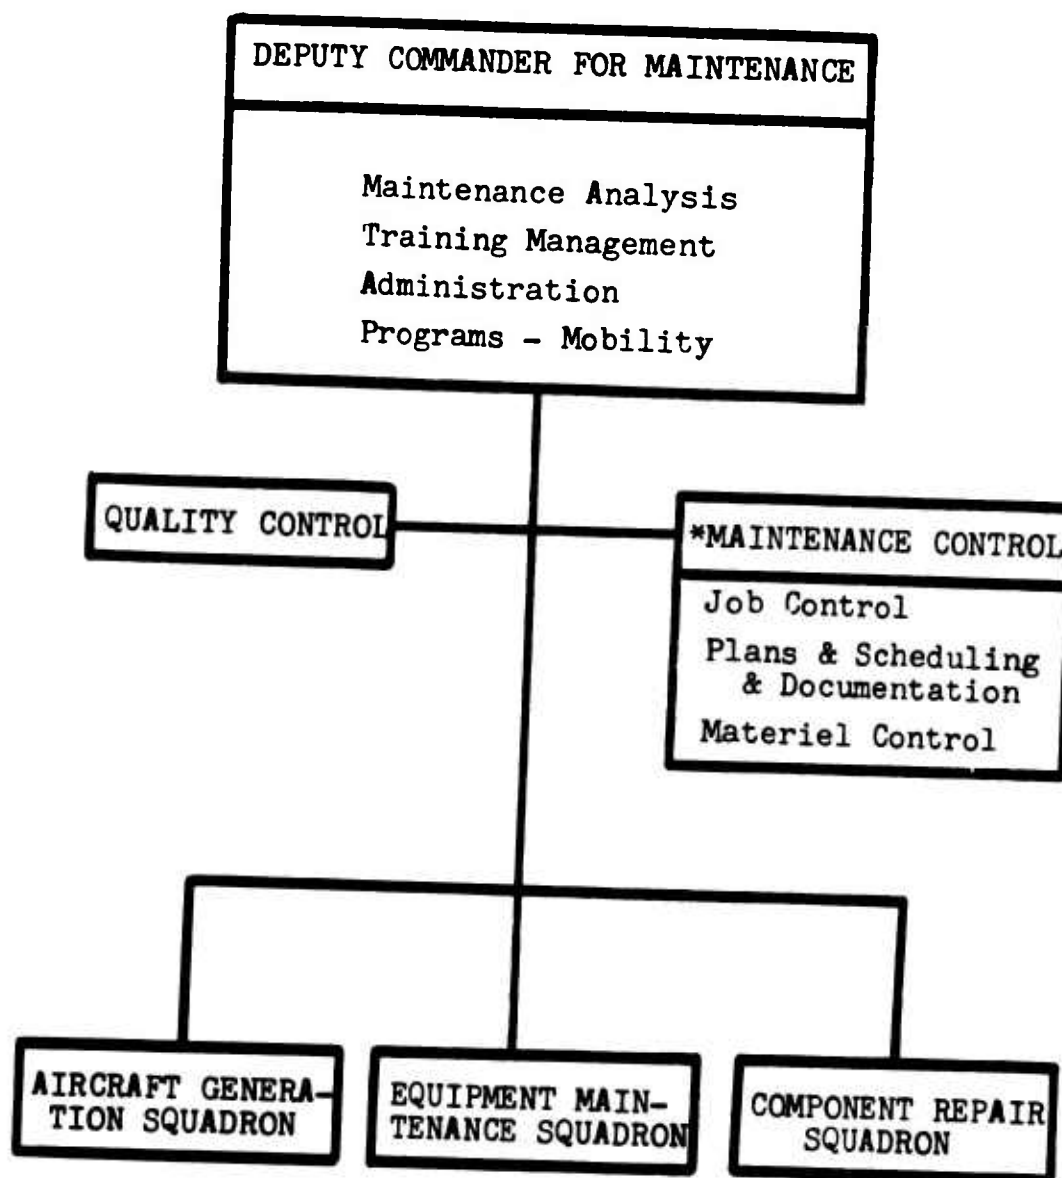 DEPUTY COMMANDER FOR MAINTENANCE
Maintenance Analysis
Training Management
Administration
Programs - Mobility
QUALITY CONTROL
*MAINTENANCE CONTROL
Job Control
Plans & Scheduling
& Documentation
Materiel Control
AIRCRAFT GENERA-
TION SQUADRON
EQUIPMENT MAIN-
TENANCE SQUADRON
COMPONENT REPAIR
SQUADRON